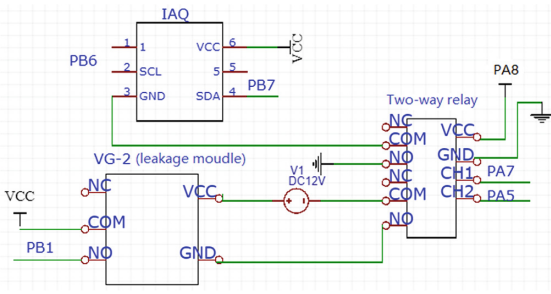 IAQ
1 1 VCC 6 VCC
PB6
2 SCL 5 5
PB7
3 GND SDA 4
PA8
Two-way relay
NC VCC
COM
NO GND
NC CH1 PA7
COM CH2 PA5
NO
VG-2 (leakage moudle)
V1
DC12V
NC VCC
VCC
COM
PB1 NO GND